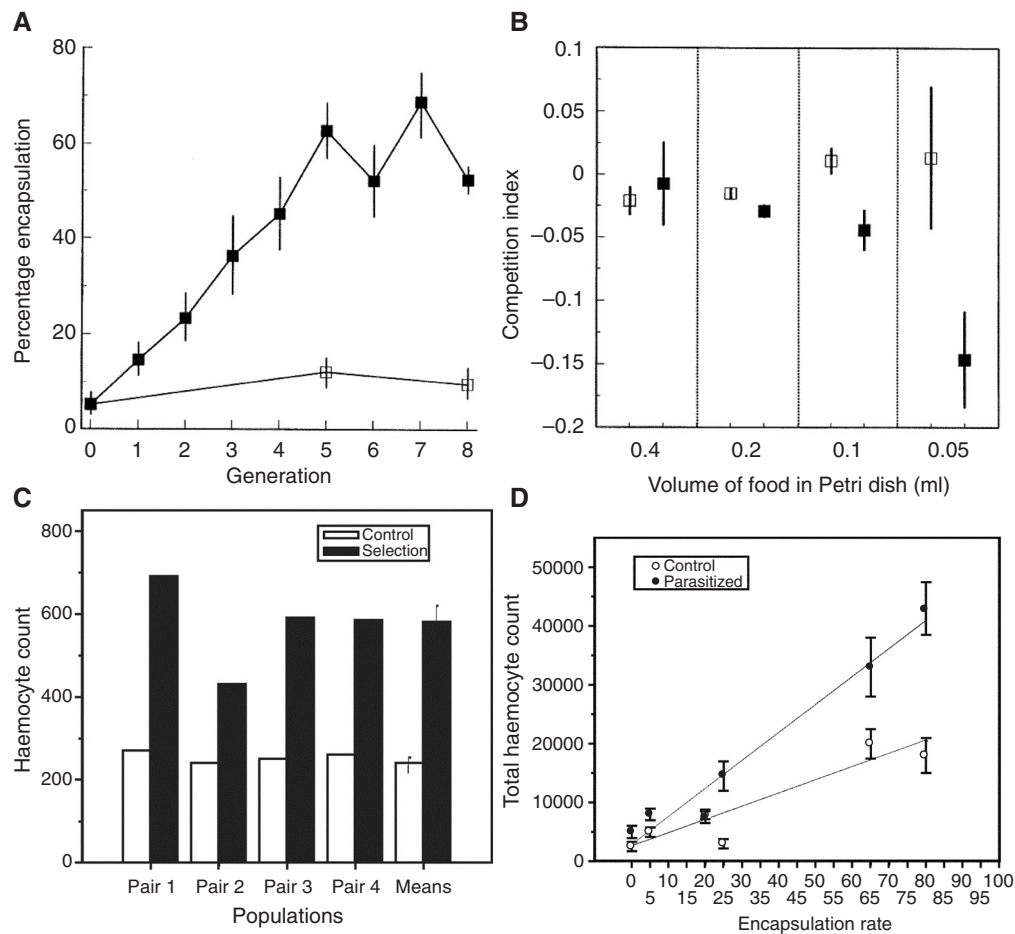 A
80
60
40
20
0
Percentage encapsulation
0 1 2 3 4 5 6 7 8
Generation
B
0.1
0.05
0
−0.05
−0.1
−0.15
−0.2
Competition index
0.4 0.2 0.1 0.05
Volume of food in Petri dish (ml)
C
800
600
400
200
0
Haemocyte count
Control
Selection
Pair 1 Pair 2 Pair 3 Pair 4 Means
Populations
D
50000
40000
30000
20000
10000
0
Total haemocyte count
Control
Parasitized
0 10 20 30 40 50 60 70 80 90 100
5 15 25 35 45 55 65 75 85 95
Encapsulation rate